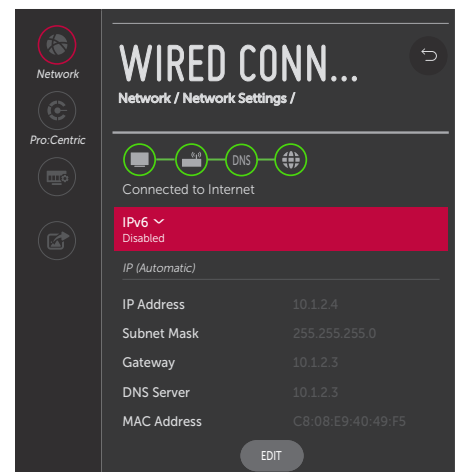 Network
Pro:Centric
WIRED CONN...
Network / Network Settings /
DNS
Connected to Internet
IPv6
Disabled
IP (Automatic)
IP Address 10.1.2.4
Subnet Mask 255.255.255.0
Gateway 10.1.2.3
DNS Server 10.1.2.3
MAC Address C8:08:E9:40:49:F5
EDIT